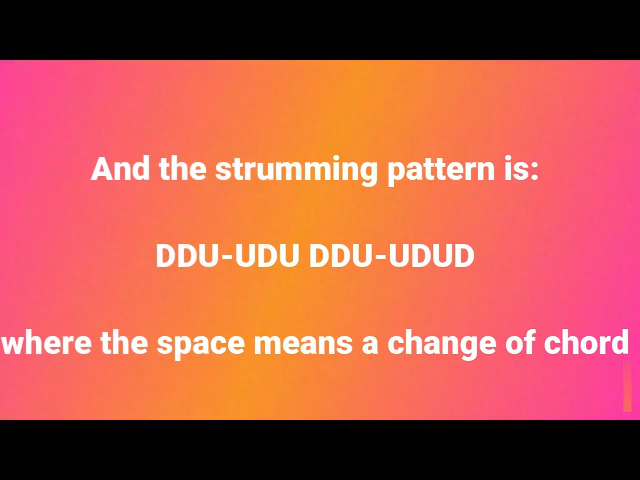 And the strumming pattern is:
DDU-UDU DDU-UDUD
where the space means a change of chord